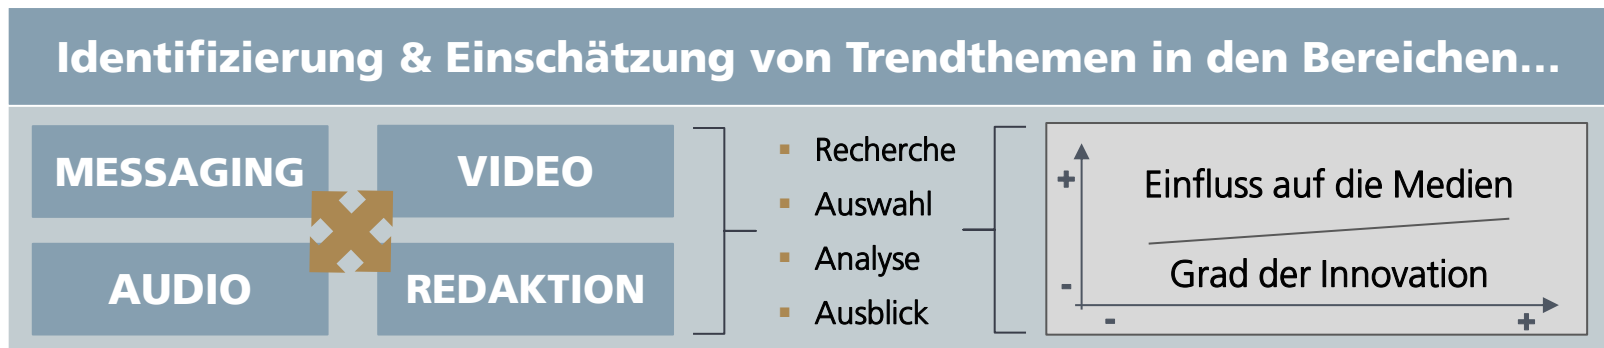 Identifizierung & Einschätzung von Trendthemen in den Bereichen...
MESSAGING
VIDEO
AUDIO
REDAKTION
Recherche
Auswahl
Analyse
Ausblick
+
Einfluss auf die Medien
Grad der Innovation
-
-
+